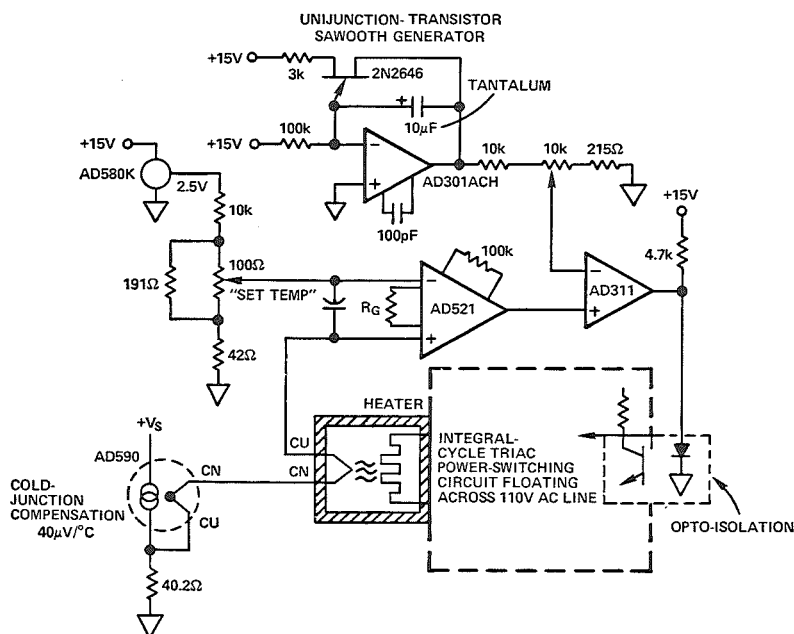 UNIJUNCTION-TRANSISTOR
SAWOOTH GENERATOR
+15V
3k
2N2646
TANTALUM
+
10µF
+15V
100k
−
+
AD301ACH
100pF
10k
10k
215Ω
+15V
AD580K
2.5V
10k
191Ω
100Ω
"SET TEMP"
42Ω
100k
−
RG
AD521
+
+15V
4.7k
−
AD311
+
HEATER
CU
CN
INTEGRAL-
CYCLE TRIAC
POWER-SWITCHING
CIRCUIT FLOATING
ACROSS 110V AC LINE
OPTO-ISOLATION
+VS
AD590
CN
CU
COLD-
JUNCTION
COMPENSATION
40µV/°C
40.2Ω